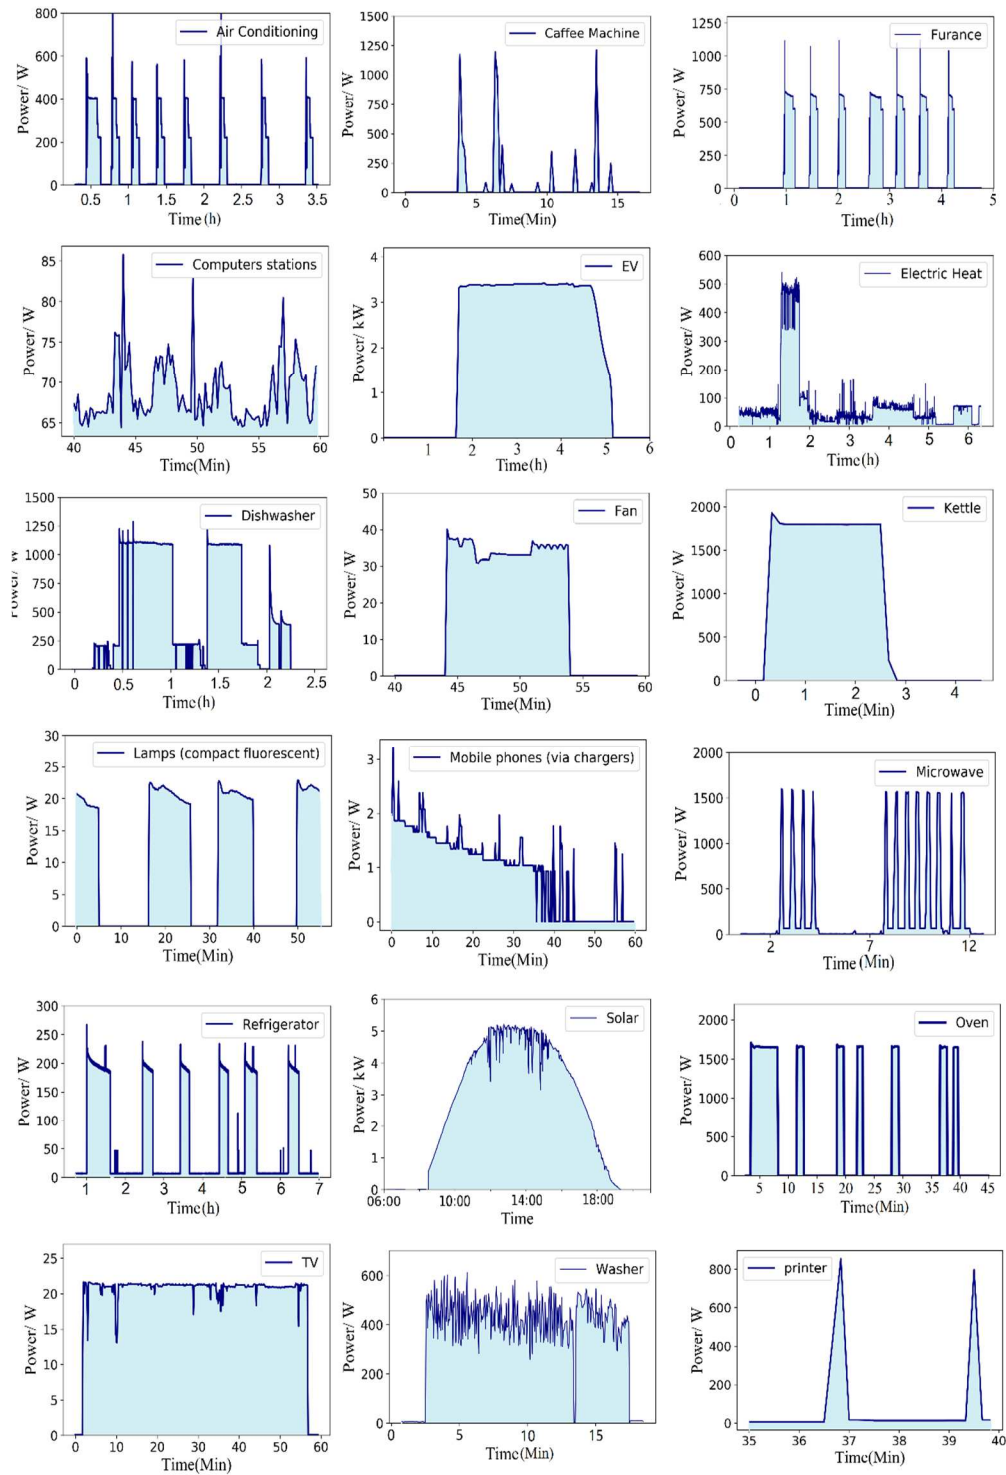 Air Conditioning
Power/ W
800
600
400
200
0
0.5 1 1.5 2 2.5 3 3.5
Time(h)
Caffee Machine
Power/ W
1500
1250
1000
750
500
250
0
0 5 10 15
Time(Min)
Furance
Power/ W
1250
1000
750
500
250
0
0 1 2 3 4 5
Time(h)
Computers stations
Power/ W
85
80
75
70
65
40 45 50 55 60
Time(Min)
EV
Power/ kW
4
3
2
1
0
1 2 3 4 5 6
Time(h)
Electric Heat
Power/ W
600
500
400
300
200
100
0
0 1 2 3 4 5 6
Time(h)
Dishwasher
Power/ W
1500
1250
1000
750
500
250
0
0 0.5 1 1.5 2 2.5
Time(h)
Fan
Power/ W
50
40
30
20
10
0
40 45 50 55 60
Time(Min)
Kettle
Power/ W
2000
1500
1000
500
0
0 1 2 3 4
Time(Min)
Lamps (compact fluorescent)
Power/ W
30
25
20
15
10
5
0
0 10 20 30 40 50
Time(Min)
Mobile phones (via chargers)
Power/ W
3
2
1
0
0 10 20 30 40 50 60
Time(Min)
Microwave
Power/ W
2000
1500
1000
500
0
2 7 12
Time (Min)
Refrigerator
Power/ W
300
250
200
150
100
50
0
1 2 3 4 5 6 7
Time(h)
Solar
Power/ kW
6
5
4
3
2
1
0
06:00 10:00 14:00 18:00
Time
Oven
Power/ W
2000
1500
1000
500
0
5 10 15 20 25 30 35 40 45
Time(Min)
TV
Power/ W
25
20
15
10
5
0
0 10 20 30 40 50 60
Time(Min)
Washer
Power/ W
600
400
200
0
0 5 10 15
Time(Min)
printer
Power/ W
800
600
400
200
0
35 36 37 38 39 40
Time(Min)